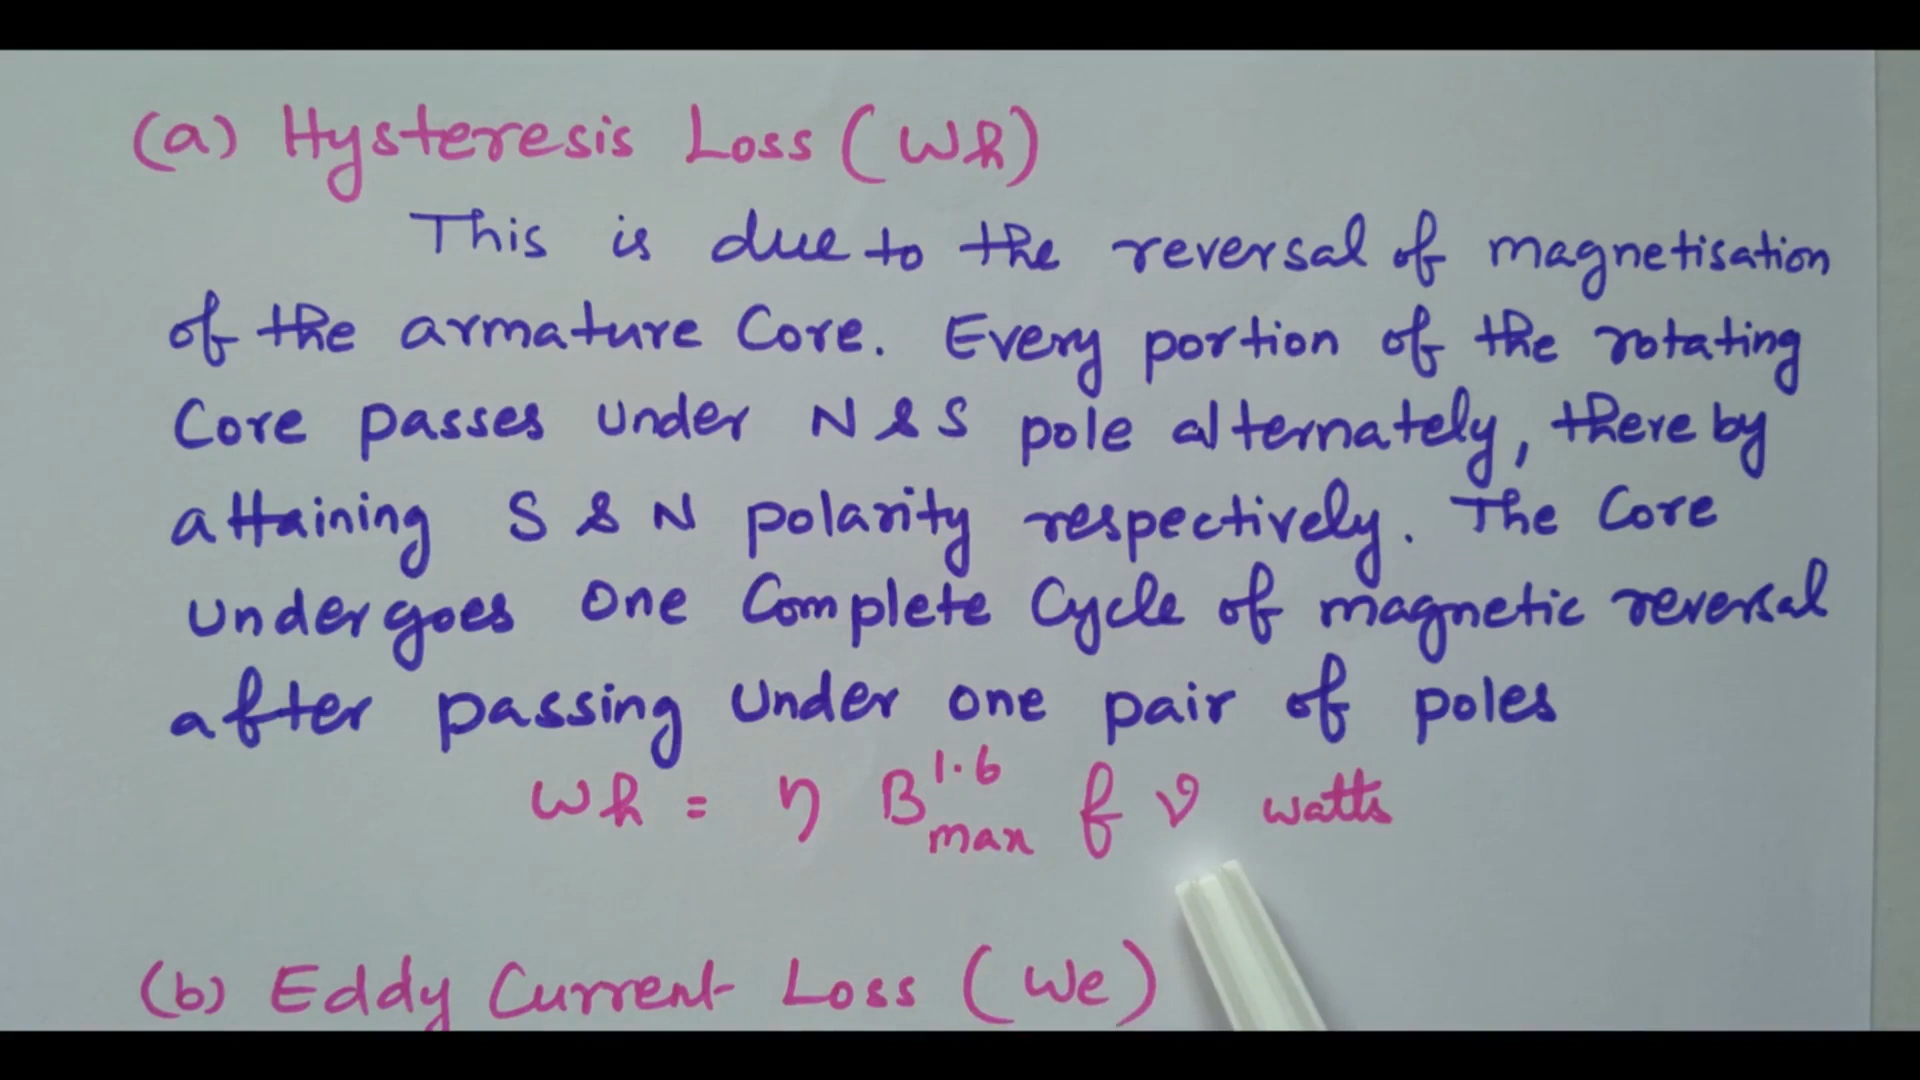 (a) Hysteresis Loss (Wh)
This is due to the reversal of magnetisation
of the armature Core. Every portion of the rotating
Core passes under N & S pole alternately, thereby
attaining S & N polarity respectively. The Core
undergoes one Complete Cycle of magnetic reversal
after passing under one pair of poles
Wh = η B^1.6_max f v watts
(b) Eddy Current Loss (We)